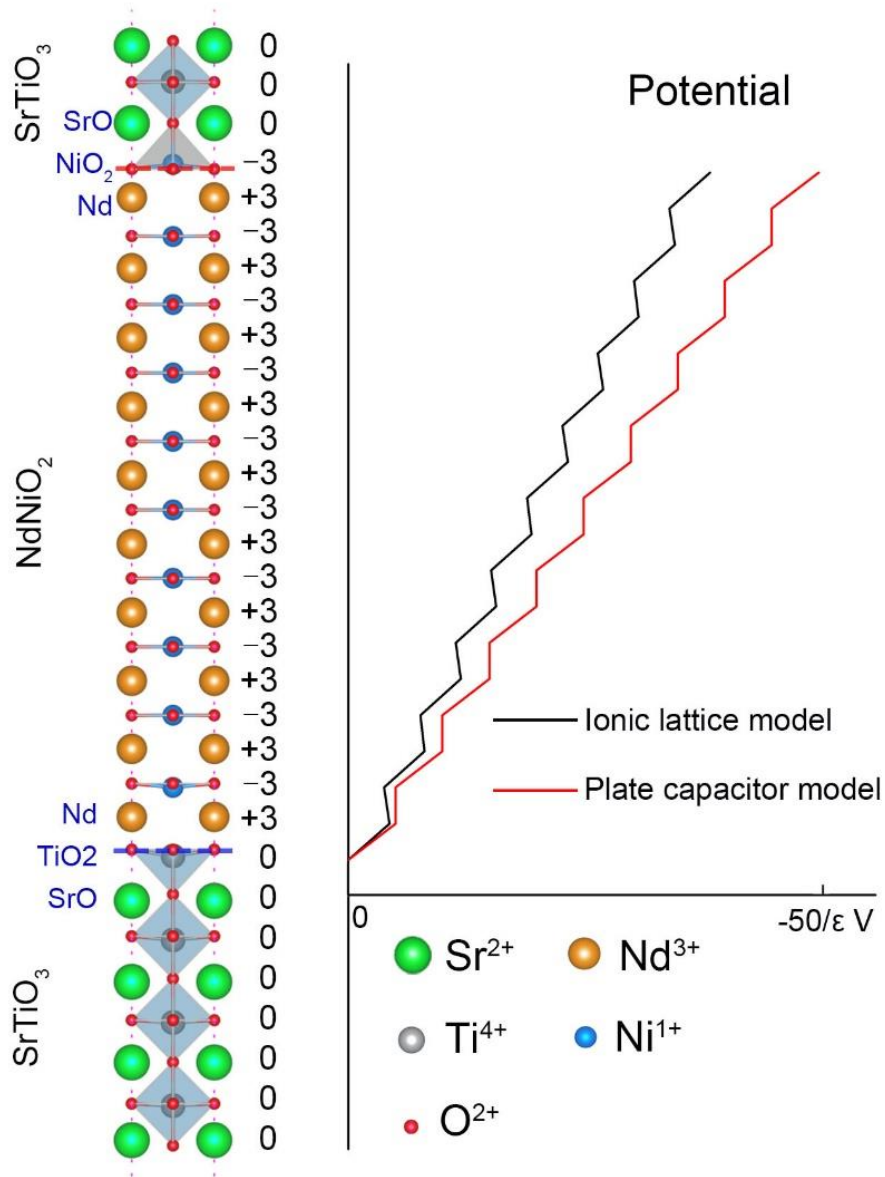 SrTiO₃
0
0
SrO 0
NiO₂ −3
Nd +3
−3
+3
−3
+3
−3
+3
−3
+3
−3
+3
−3
+3
−3
+3
−3
+3
−3
Nd +3
TiO2 0
SrO 0
0
0
0
0
0
0
NdNiO₂
SrTiO₃
Potential
Ionic lattice model
Plate capacitor model
0
-50/ε V
Sr²⁺
Nd³⁺
Ti⁴⁺
Ni¹⁺
O²⁺